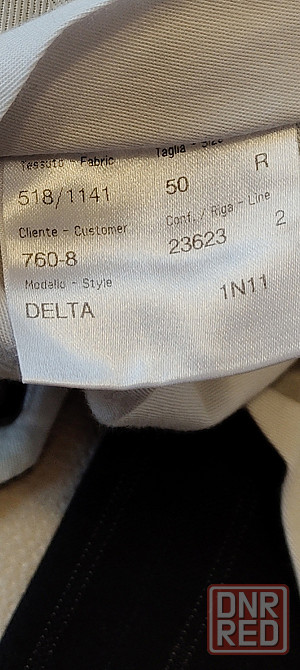 Tessuto - Fabric
Taglia - Size
518/1141
50
R
Cliente - Customer
Conf./ Riga - Line
760-8
23623
2
Modello - Style
1N11
DELTA
DNR
RED